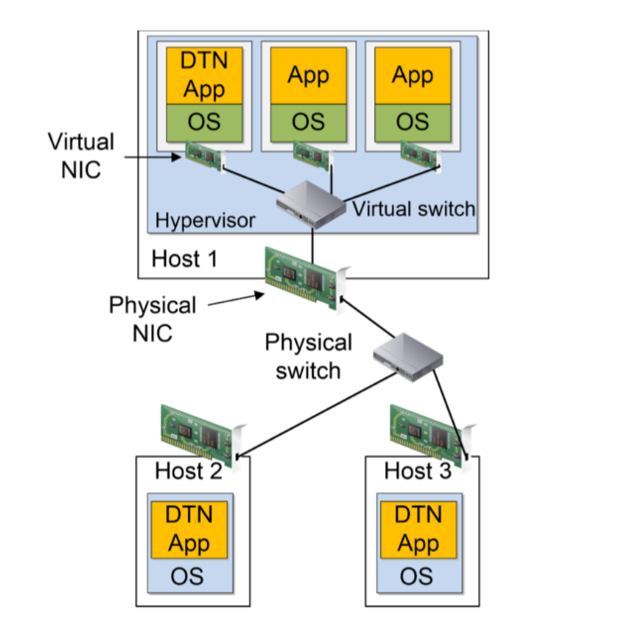 DTN
App
OS
App
OS
App
OS
Virtual
NIC
Virtual switch
Hypervisor
Host 1
Physical
NIC
Physical
switch
Host 2
DTN
App
OS
Host 3
DTN
App
OS